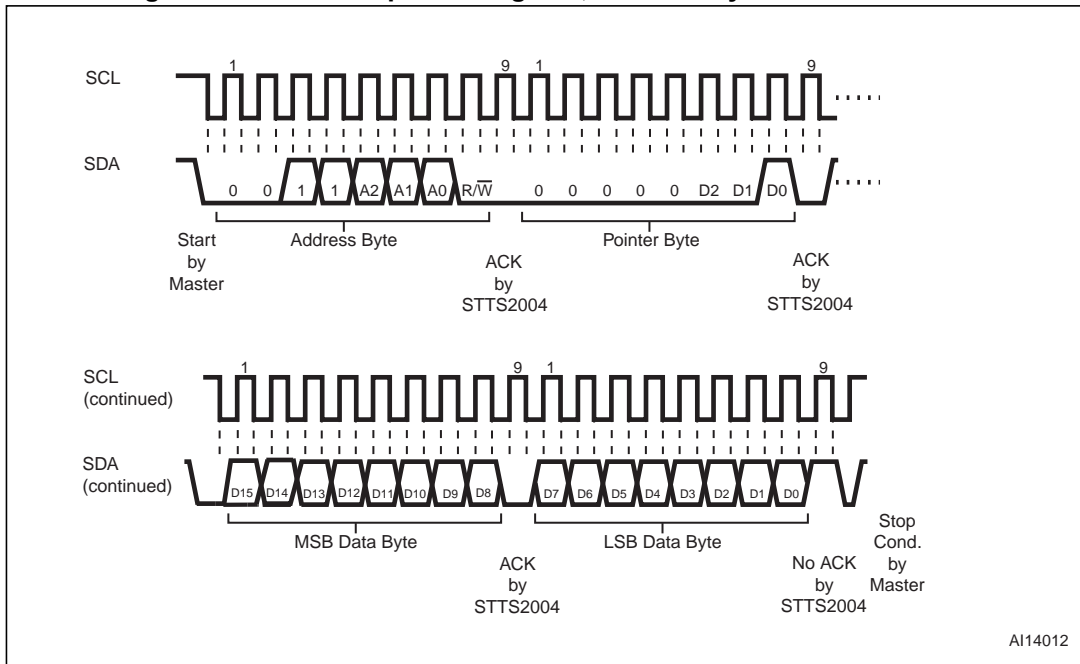 SCL
1 9 1 9
SDA
0 0 1 1 A2 A1 A0 R/W̅ 0 0 0 0 0 D2 D1 D0
Address Byte Pointer Byte
Start
by
Master
ACK
by
STTS2004
ACK
by
STTS2004
SCL
(continued)
1 9 1 9
SDA
(continued)
D15 D14 D13 D12 D11 D10 D9 D8 D7 D6 D5 D4 D3 D2 D1 D0
MSB Data Byte LSB Data Byte
ACK
by
STTS2004
No ACK
by
STTS2004
Stop
Cond.
by
Master
AI14012